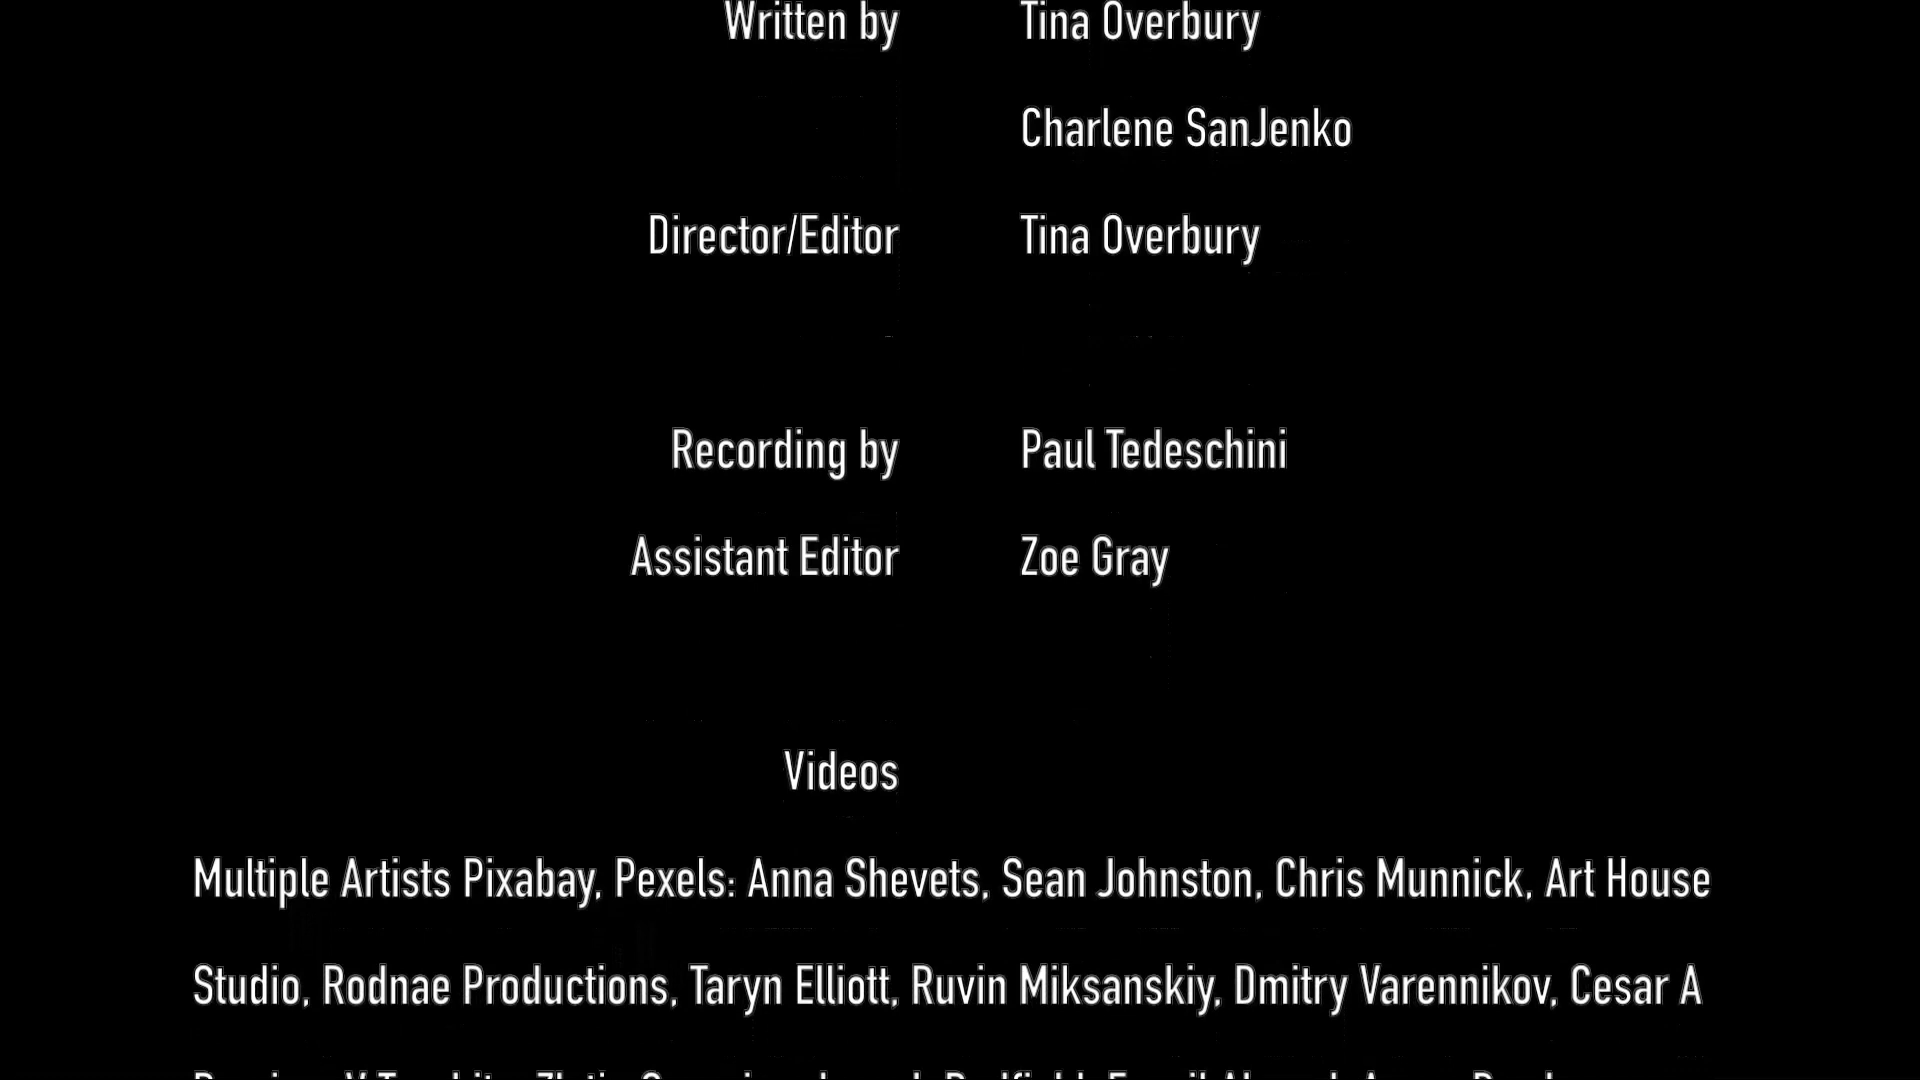 Written by Tina Overbury
Charlene SanJenko
Director/Editor Tina Overbury
Recording by Paul Tedeschini
Assistant Editor Zoe Gray
Videos
Multiple Artists Pixabay, Pexels: Anna Shevets, Sean Johnston, Chris Munnick, Art House
Studio, Rodnae Productions, Taryn Elliott, Ruvin Miksanskiy, Dmitry Varennikov, Cesar A